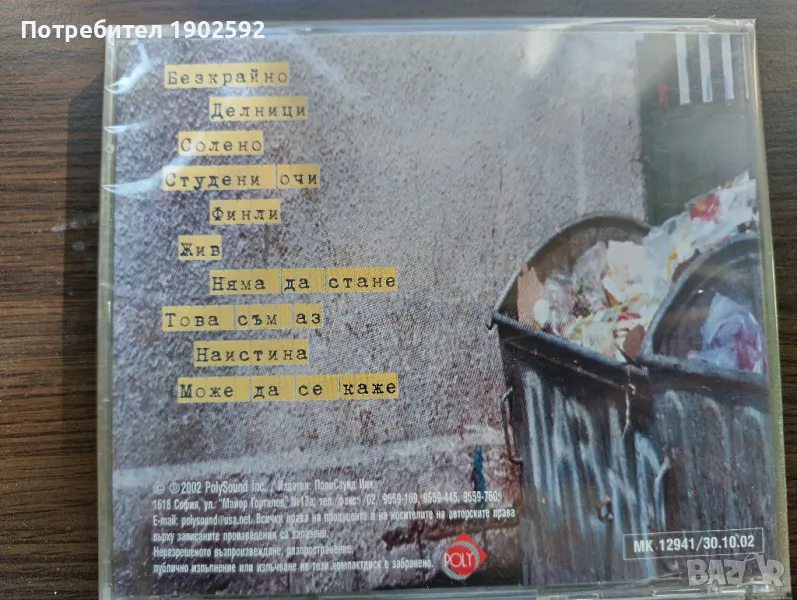 Потребител 1902592
Безкрайно
Делници
Солено
Студени очи
Финли
Жив
Няма да стане
Това съм аз
Наистина
Може да се каже
© ℗ 2002 PolySound Inc. / Издател: ПолиСаунд Инк.
1618 София, ул. "Майор Горталов" №13а; тел. факс: /02/ 9559-169, 9559-445, 9559-760;
E-mail: polysound@usa.net. Всички права на продуцента и на носителите на авторските права
върху записаните произведения са запазени.
Неразрешеното възпроизвеждане, разпространение,
публично изпълнение или излъчване на този компактдиск е забранено.
POLY
МК 12941/30.10.02
BAZAR